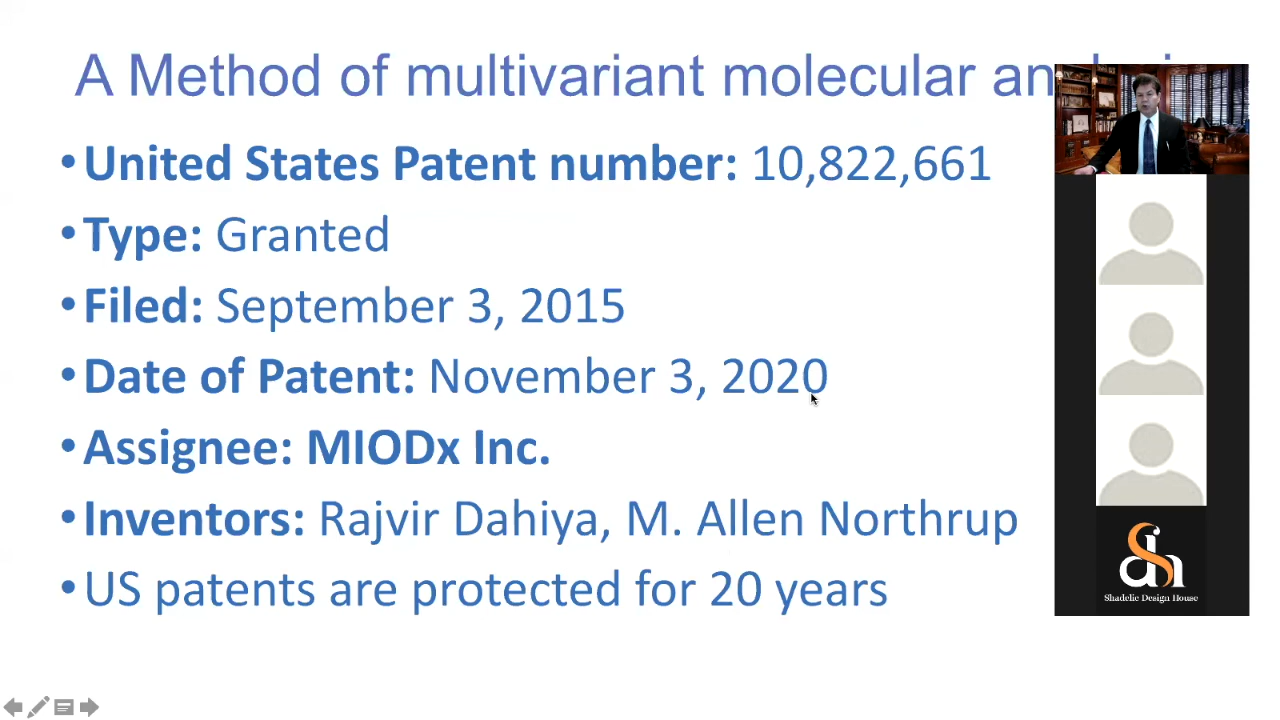 A Method of multivariant molecular
• United States Patent number: 10,822,661
• Type: Granted
• Filed: September 3, 2015
• Date of Patent: November 3, 2020
• Assignee: MIODx Inc.
• Inventors: Rajvir Dahiya, M. Allen Northrup
• US patents are protected for 20 years
Shadelic Design House